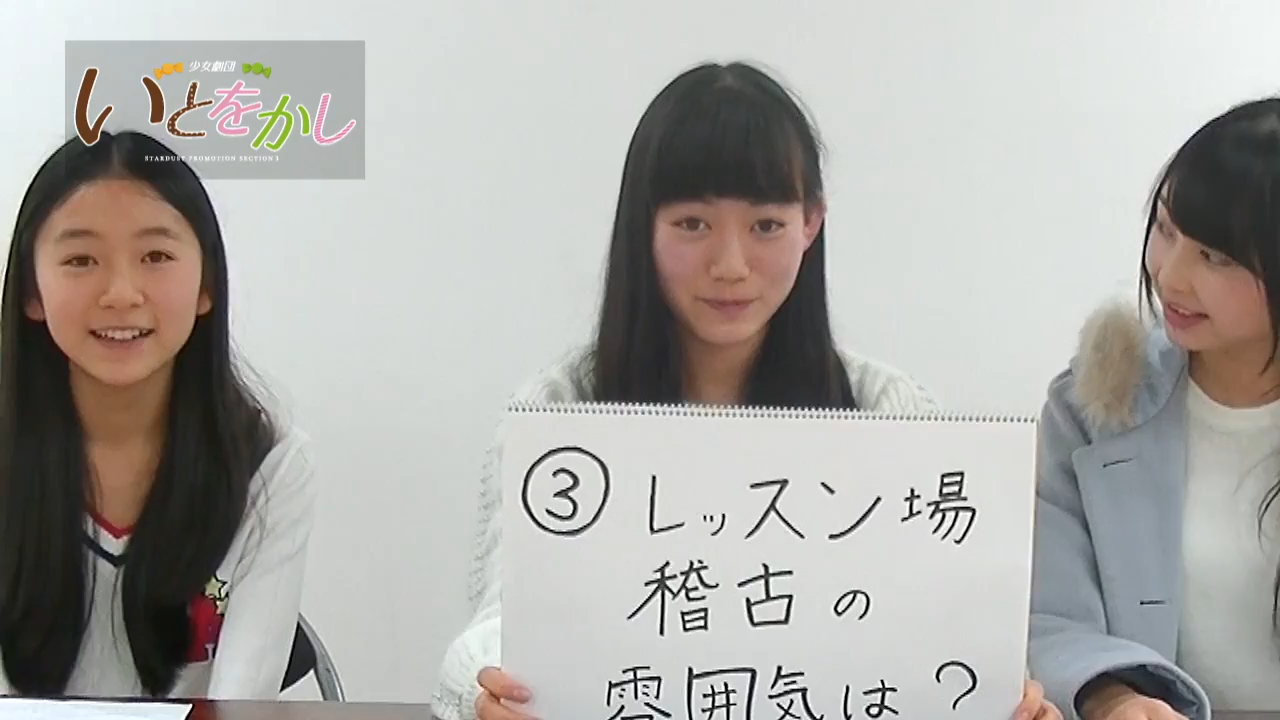 少女劇団
いとをかし
STARDUST PROMOTION SECTION 3
③レッスン場
稽古の
雰囲気は?